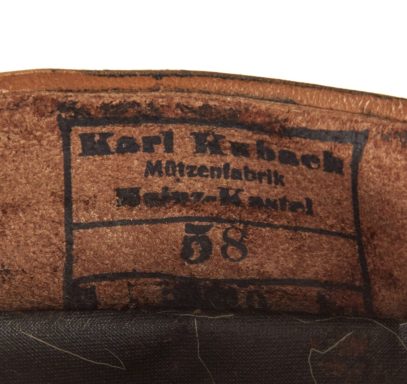 Karl Kubach
Mützenfabrik
Mainz-Kastel
58